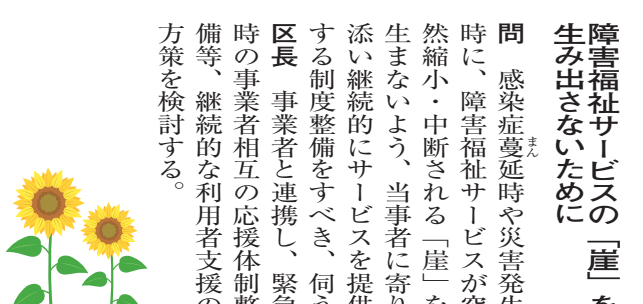 障害福祉サービスの「崖」を
生み出さないために
問　感染症蔓延時や災害発生
まん
時に、障害福祉サービスが突
然縮小・中断される「崖」を
生まないよう、当事者に寄り
添い継続的にサービスを提供
する制度整備をすべき、伺う
区長　事業者と連携し、緊急
時の事業者相互の応援体制整
備等、継続的な利用者支援の
方策を検討する。